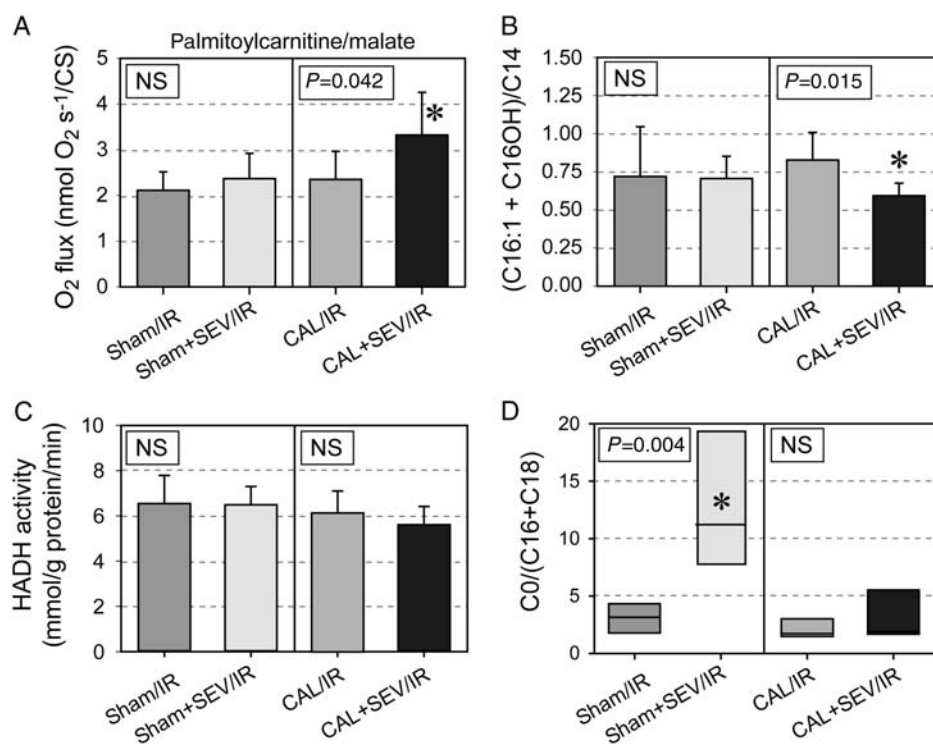 A
Palmitoylcarnitine/malate
O₂ flux (nmol O₂ s⁻¹/CS)
5
4
3
2
1
0
NS
P=0.042
*
Sham/IR
Sham+SEV/IR
CAL/IR
CAL+SEV/IR
B
(C16:1 + C16OH)/C14
1.50
1.25
1.00
0.75
0.50
0.25
0.00
NS
P=0.015
*
Sham/IR
Sham+SEV/IR
CAL/IR
CAL+SEV/IR
C
HADH activity
(mmol/g protein/min)
10
8
6
4
2
0
NS
NS
Sham/IR
Sham+SEV/IR
CAL/IR
CAL+SEV/IR
D
C0/(C16+C18)
20
15
10
5
0
P=0.004
NS
*
Sham/IR
Sham+SEV/IR
CAL/IR
CAL+SEV/IR